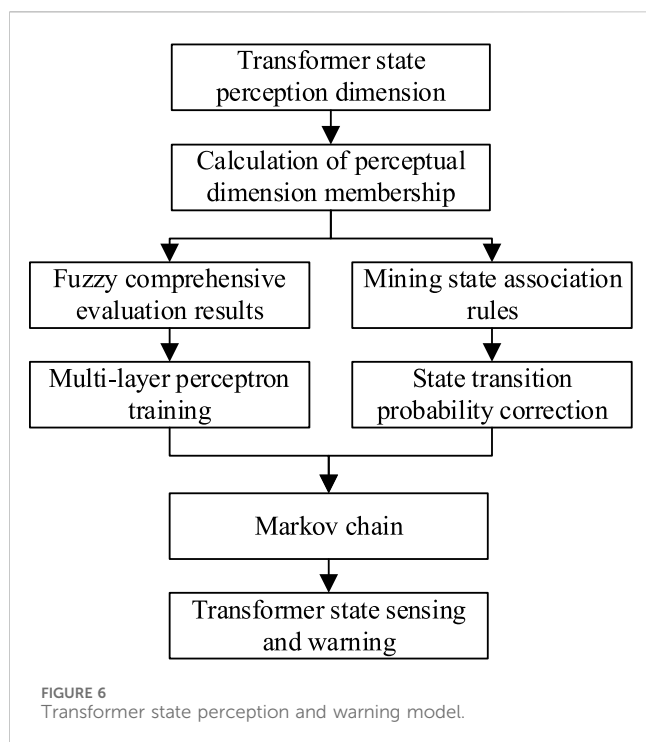 Transformer state
perception dimension
Calculation of perceptual
dimension membership
Fuzzy comprehensive
evaluation results
Mining state association
rules
Multi-layer perceptron
training
State transition
probability correction
Markov chain
Transformer state sensing
and warning
FIGURE 6
Transformer state perception and warning model.